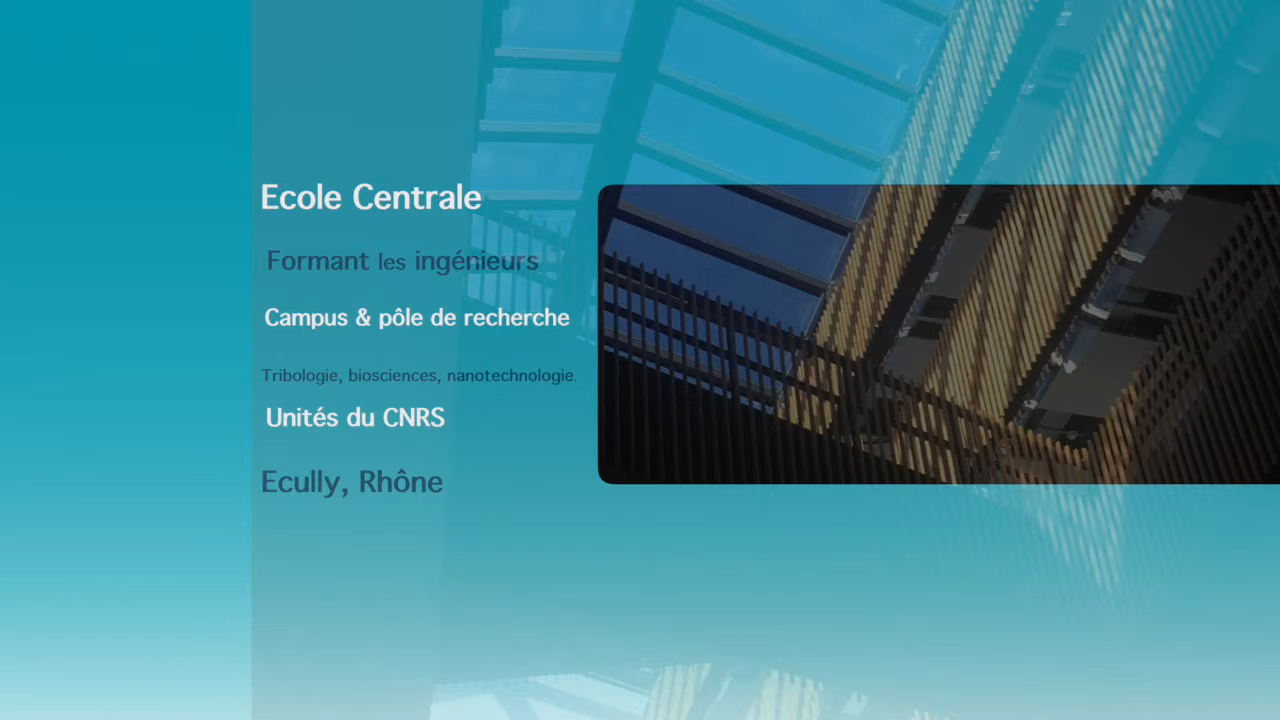 Ecole Centrale
Formant les ingénieurs
Campus & pôle de recherche
Tribologie, biosciences, nanotechnologie.
Unités du CNRS
Ecully, Rhône